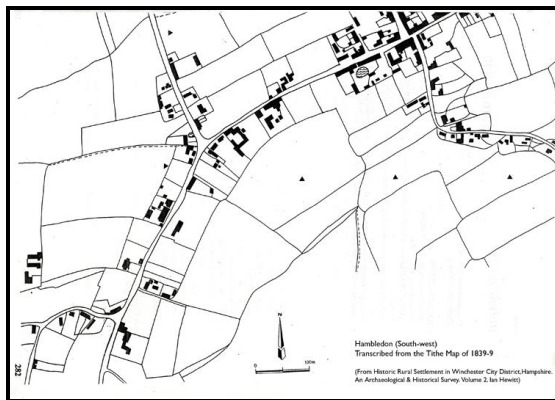 N
0 100m
Hambledon (South-west)
Transcribed from the Tithe Map of 1839-9
(From Historic Rural Settlement in Winchester City District, Hampshire.
An Archaeological & Historical Survey. Volume 2. Ian Hewitt)
282